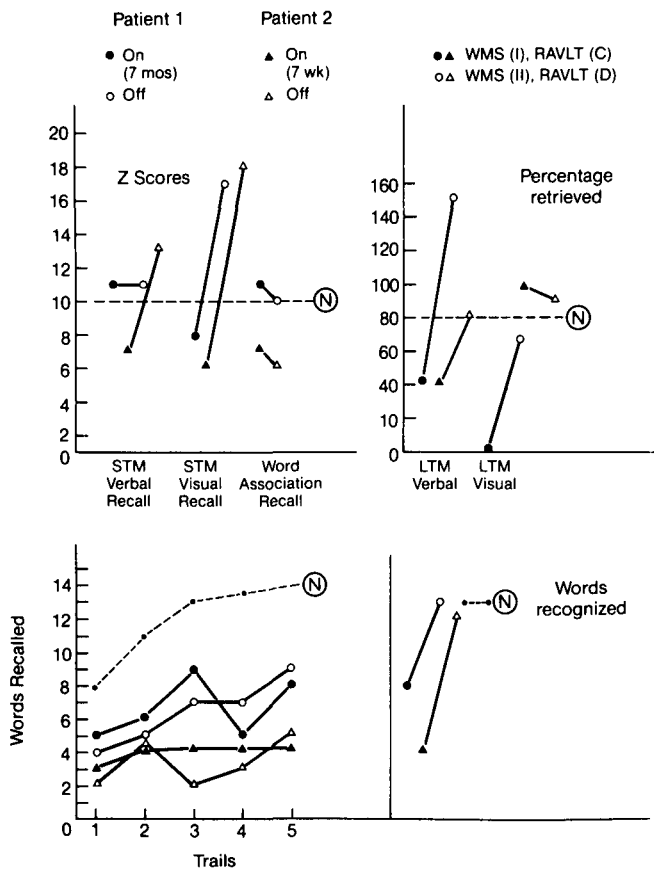 Patient 1
Patient 2
On
(7 mos)
Off
On
(7 wk)
Off
WMS (I), RAVLT (C)
WMS (II), RAVLT (D)
20
18
16
14
12
10
8
6
4
2
0
Z Scores
N
STM
Verbal
Recall
STM
Visual
Recall
Word
Association
Recall
160
120
100
80
60
40
10
0
Percentage
retrieved
N
LTM
Verbal
LTM
Visual
Words Recalled
14
12
10
8
6
4
2
0
N
1 2 3 4 5
Trails
Words
recognized
N